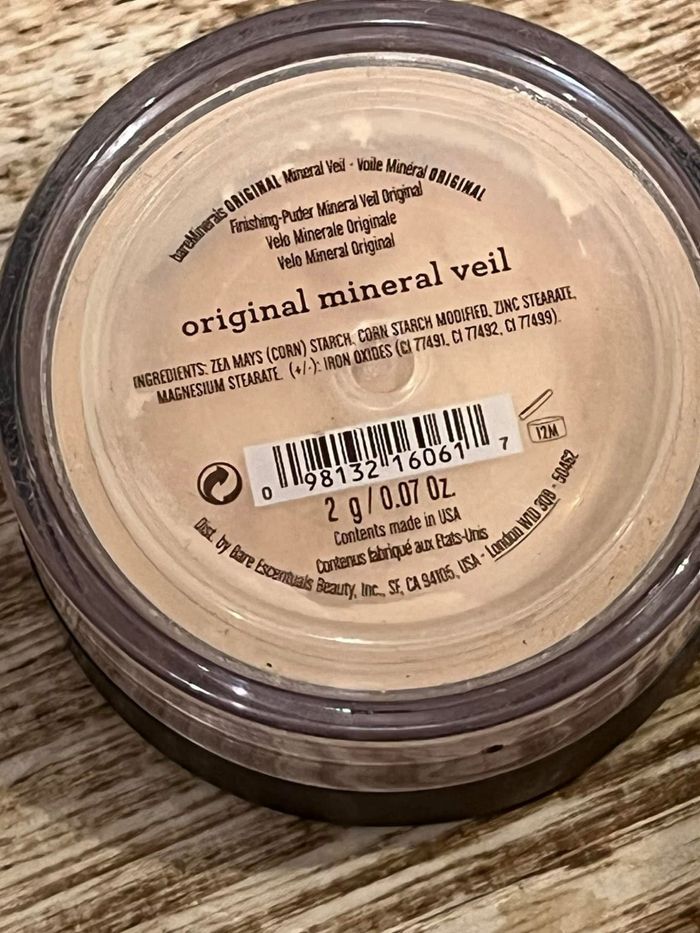 bareMinerals ORIGINAL Mineral Veil - Voile Minéral ORIGINAL
Finishing-Puder Mineral Veil Original
Velo Minerale Originale
Velo Mineral Original
original mineral veil
INGREDIENTS: ZEA MAYS (CORN) STARCH, CORN STARCH MODIFIED, ZINC STEARATE,
MAGNESIUM STEARATE. (+/-): IRON OXIDES (CI 77491, CI 77492, CI 77499).
12M
0 98132 16061 7
2 g / 0.07 Oz.
Contents made in USA
Contenus fabriqué aux Etats-Unis
Dist. by Bare Escentuals Beauty, Inc., SF, CA 94105, USA - London W1D 3QB - 50462